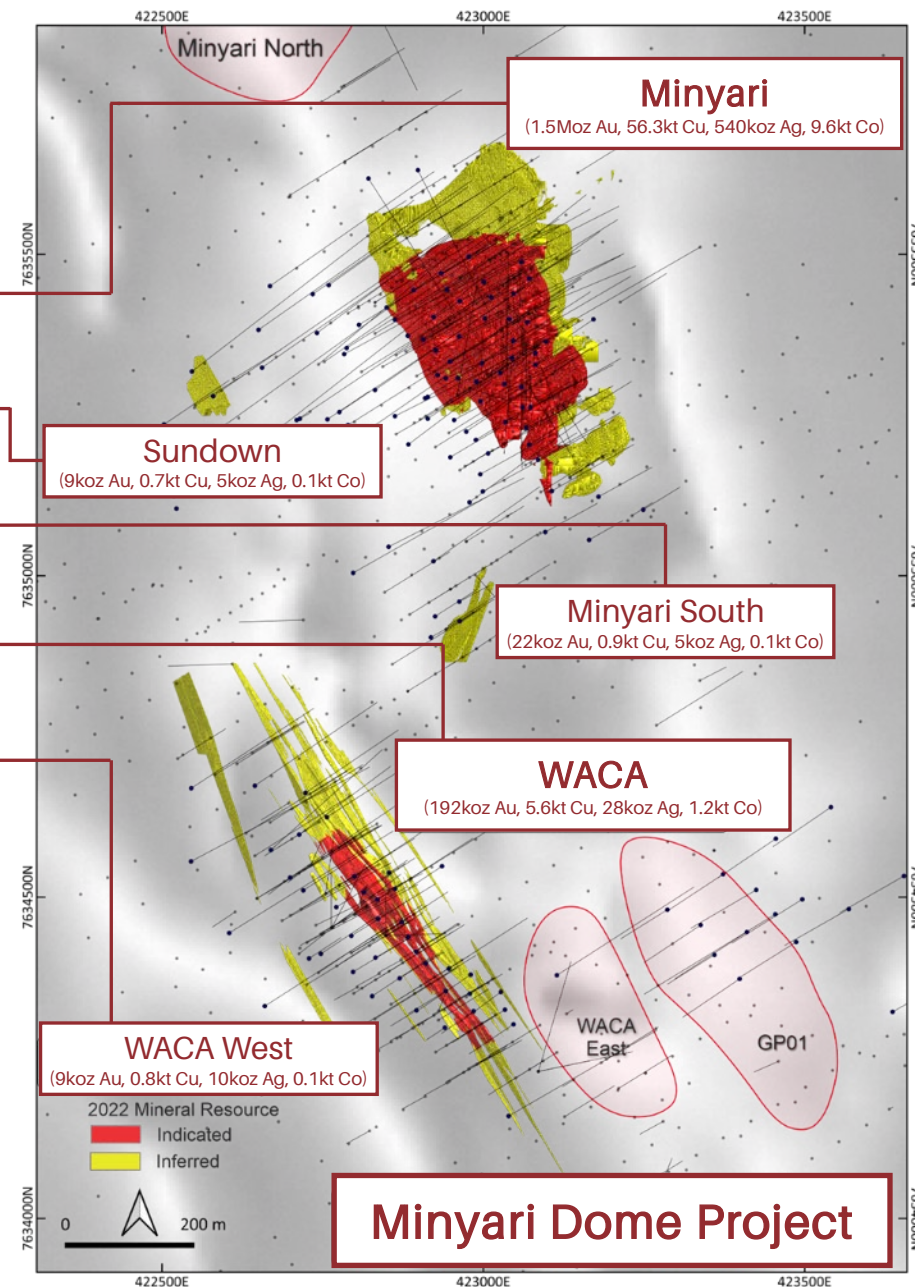 422500E
423000E
423500E
Minyari North
Minyari
(1.5Moz Au, 56.3kt Cu, 540koz Ag, 9.6kt Co)
7635500N
Sundown
(9koz Au, 0.7kt Cu, 5koz Ag, 0.1kt Co)
7635000N
Minyari South
(22koz Au, 0.9kt Cu, 5koz Ag, 0.1kt Co)
WACA
(192koz Au, 5.6kt Cu, 28koz Ag, 1.2kt Co)
7634500N
WACA
East
GP01
WACA West
(9koz Au, 0.8kt Cu, 10koz Ag, 0.1kt Co)
2022 Mineral Resource
Indicated
Inferred
7634000N
0
200 m
Minyari Dome Project
422500E
423000E
423500E